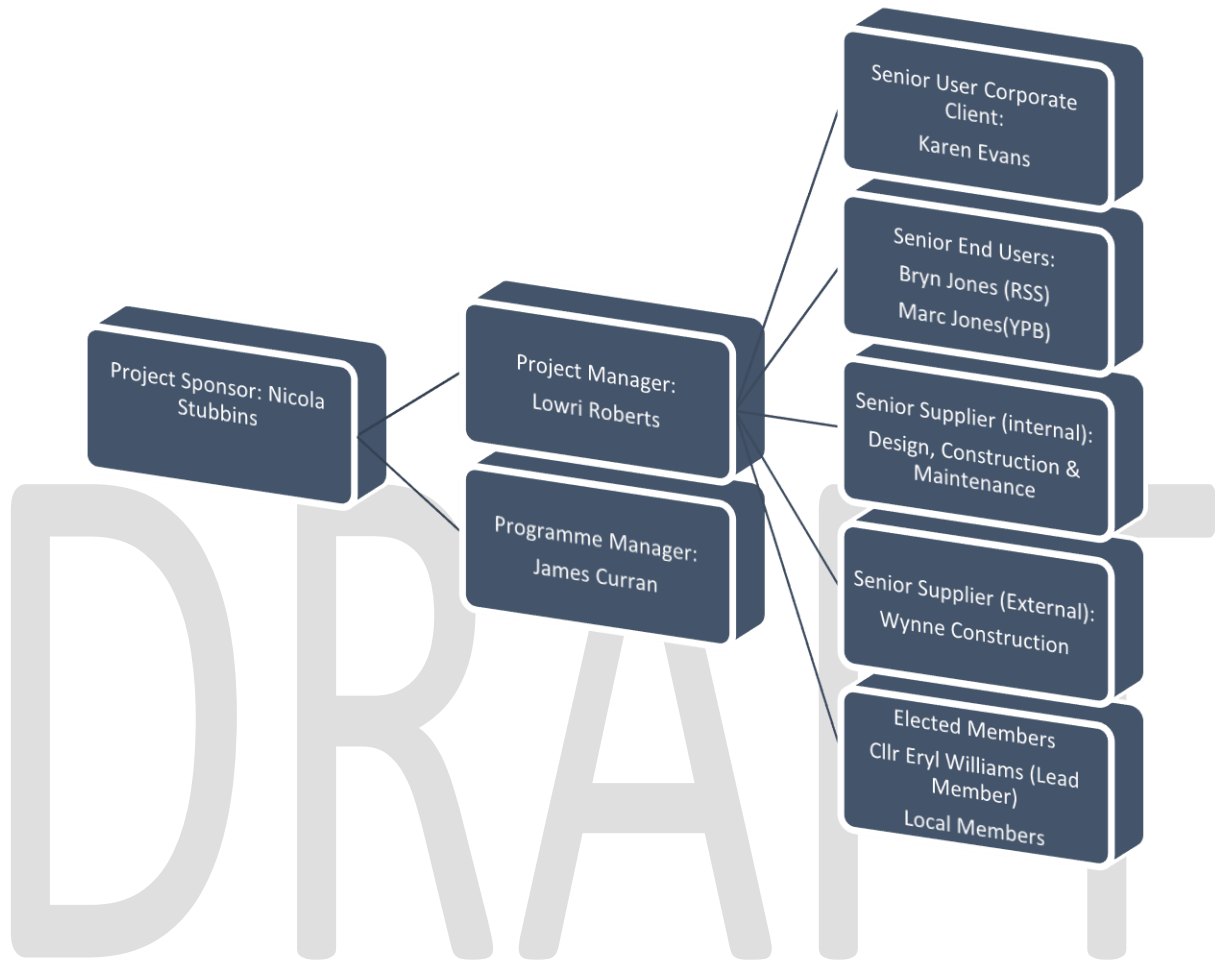 Project Sponsor: Nicola
Stubbins
Project Manager:
Lowri Roberts
Programme Manager:
James Curran
Senior User Corporate
Client:
Karen Evans
Senior End Users:
Bryn Jones (RSS)
Marc Jones(YPB)
Senior Supplier (internal):
Design, Construction &
Maintenance
Senior Supplier (External):
Wynne Construction
Elected Members
Cllr Eryl Williams (Lead
Member)
Local Members
DRAFT